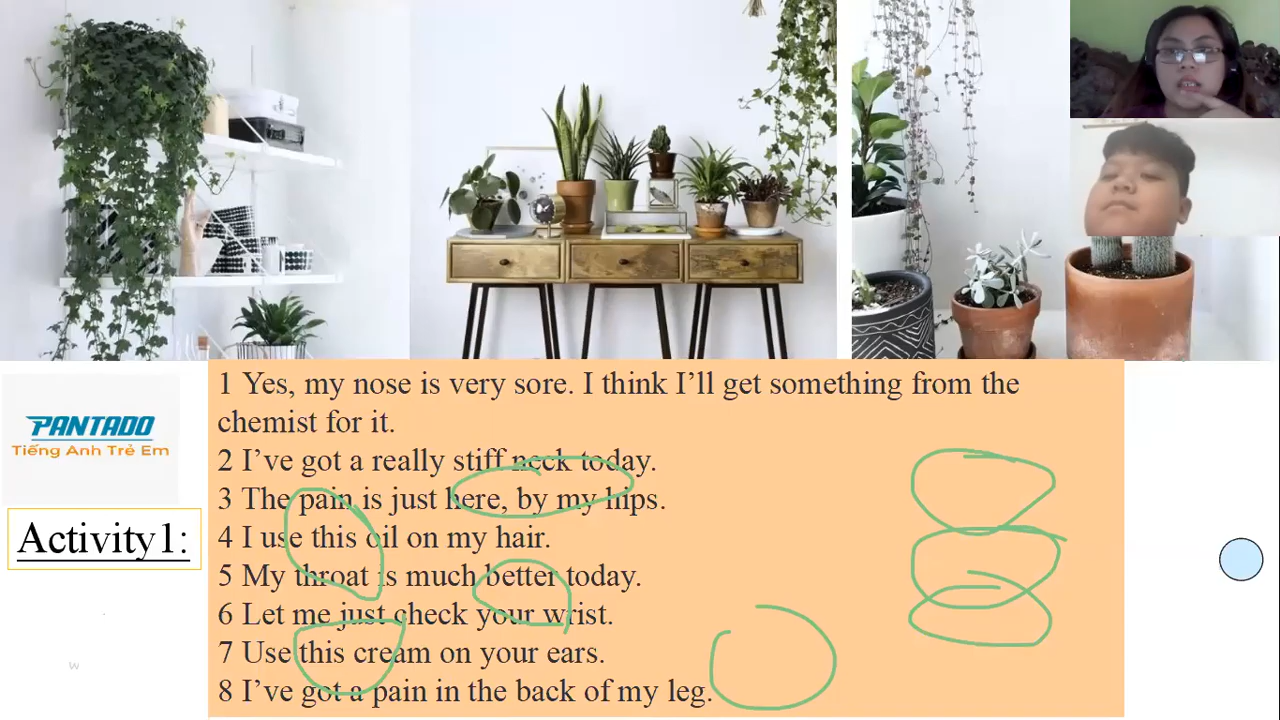 PANTADO
Tiếng Anh Trẻ Em
Activity1:
1 Yes, my nose is very sore. I think I’ll get something from the
chemist for it.
2 I’ve got a really stiff neck today.
3 The pain is just here, by my hips.
4 I use this oil on my hair.
5 My throat is much better today.
6 Let me just check your wrist.
7 Use this cream on your ears.
8 I’ve got a pain in the back of my leg.
w